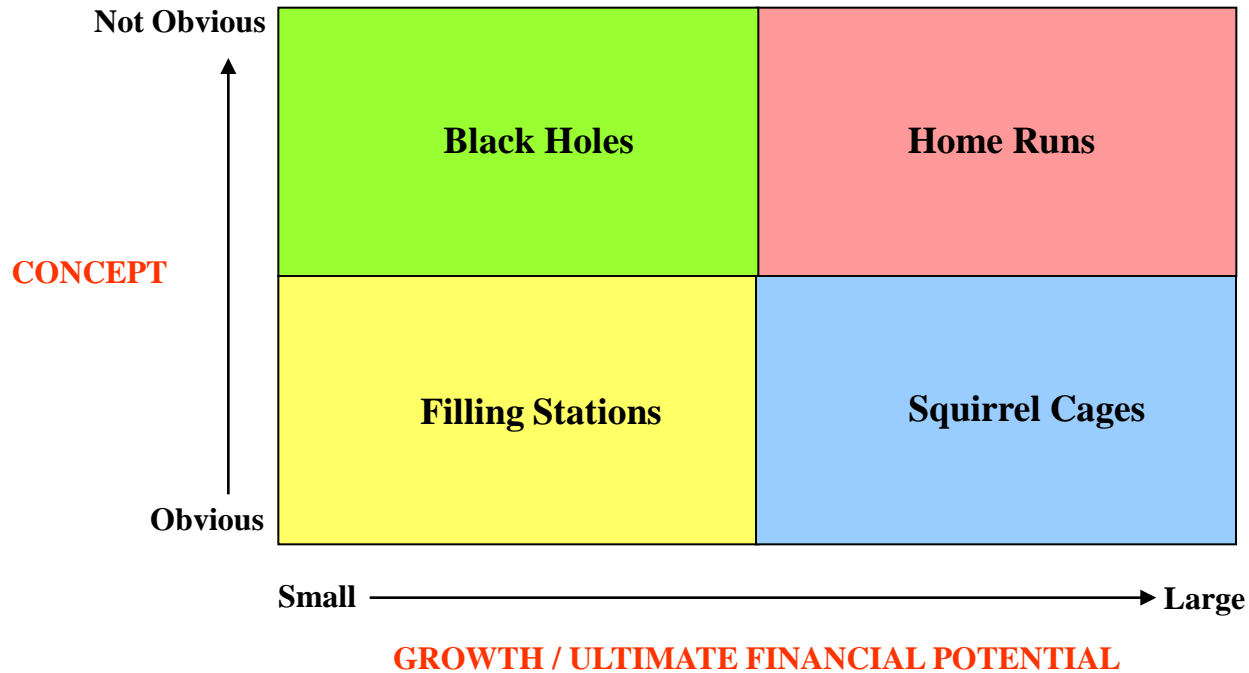 Not Obvious
Black Holes
Home Runs
CONCEPT
Filling Stations
Squirrel Cages
Obvious
Small
Large
GROWTH / ULTIMATE FINANCIAL POTENTIAL